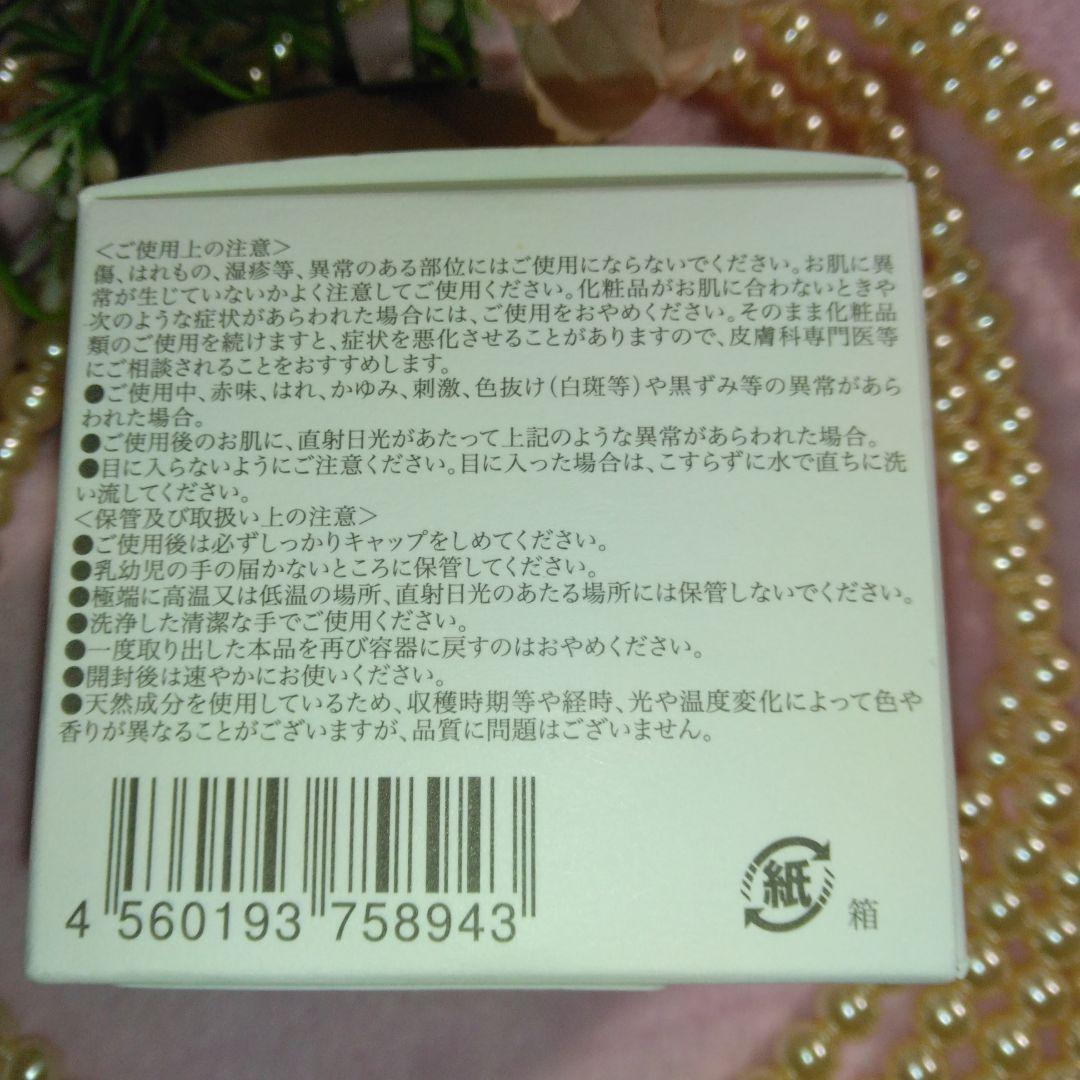 ＜ご使用上の注意＞
傷、はれもの、湿疹等、異常のある部位にはご使用にならないでください。お肌に異
常が生じていないかよく注意してご使用ください。化粧品がお肌に合わないときや
次のような症状があらわれた場合には、ご使用をおやめください。そのまま化粧品
類のご使用を続けますと、症状を悪化させることがありますので、皮膚科専門医等
にご相談されることをおすすめします。
●ご使用中、赤味、はれ、かゆみ、刺激、色抜け（白斑等）や黒ずみ等の異常があら
われた場合。
●ご使用後のお肌に、直射日光があたって上記のような異常があらわれた場合。
●目に入らないようにご注意ください。目に入った場合は、こすらずに水で直ちに洗
い流してください。
＜保管及び取扱い上の注意＞
●ご使用後は必ずしっかりキャップをしめてください。
●乳幼児の手の届かないところに保管してください。
●極端に高温又は低温の場所、直射日光のあたる場所には保管しないでください。
●洗浄した清潔な手でご使用ください。
●一度取り出した本品を再び容器に戻すのはおやめください。
●開封後は速やかにお使いください。
●天然成分を使用しているため、収穫時期等や経時、光や温度変化によって色や
香りが異なることがございますが、品質に問題はございません。
4 560193 758943
紙 箱